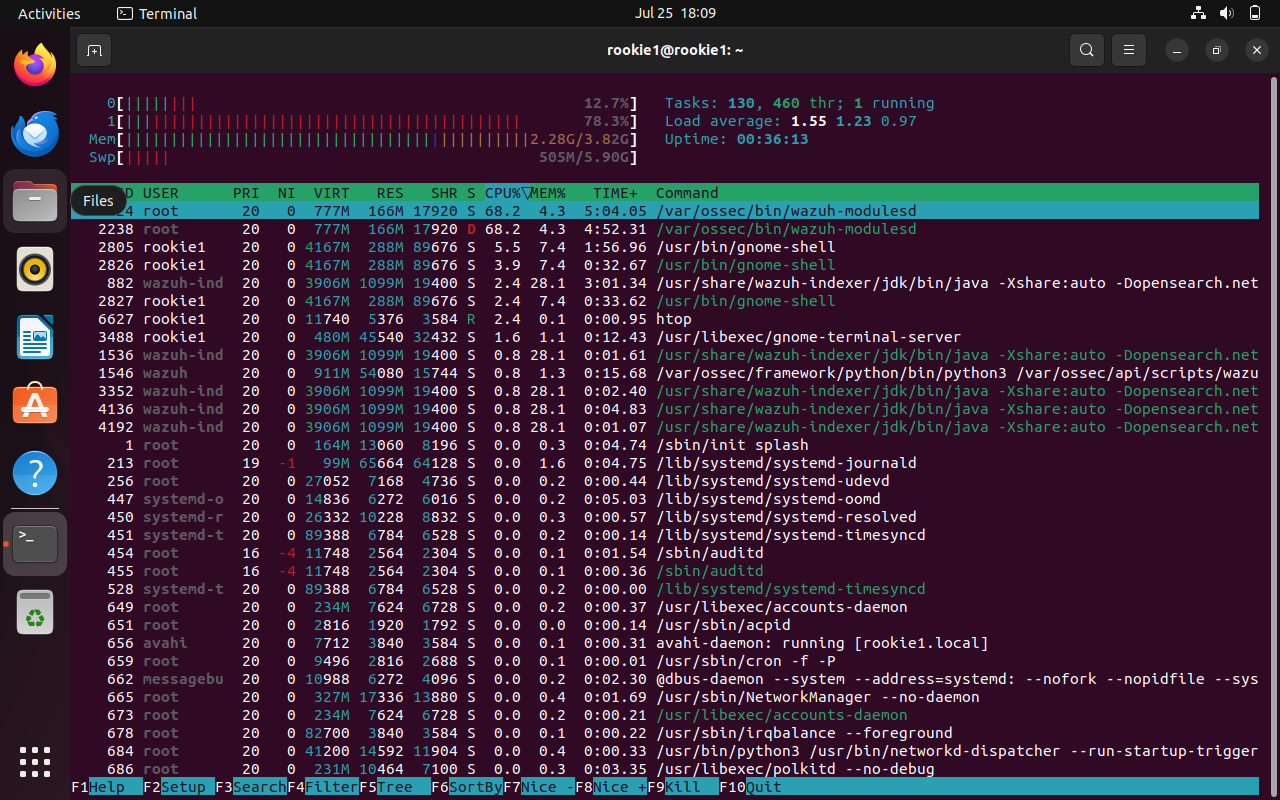 Activities Terminal Jul 25 18:09
rookie1@rookie1: ~
0[|||||||| 12.7%] Tasks: 130, 460 thr; 1 running
1[|||||||||||||||||||||||||||||||||||||||||||| 78.3%] Load average: 1.55 1.23 0.97
Mem[|||||||||||||||||||||||||||||||||||||||||||||2.28G/3.82G] Uptime: 00:36:13
Swp[||||| 505M/5.90G]
D USER PRI NI VIRT RES SHR S CPU%▽MEM% TIME+ Command
Files
24 root 20 0 777M 166M 17920 S 68.2 4.3 5:04.05 /var/ossec/bin/wazuh-modulesd
2238 root 20 0 777M 166M 17920 D 68.2 4.3 4:52.31 /var/ossec/bin/wazuh-modulesd
2805 rookie1 20 0 4167M 288M 89676 S 5.5 7.4 1:56.96 /usr/bin/gnome-shell
2826 rookie1 20 0 4167M 288M 89676 S 3.9 7.4 0:32.67 /usr/bin/gnome-shell
882 wazuh-ind 20 0 3906M 1099M 19400 S 2.4 28.1 3:01.34 /usr/share/wazuh-indexer/jdk/bin/java -Xshare:auto -Dopensearch.net
2827 rookie1 20 0 4167M 288M 89676 S 2.4 7.4 0:33.62 /usr/bin/gnome-shell
6627 rookie1 20 0 11740 5376 3584 R 2.4 0.1 0:00.95 htop
3488 rookie1 20 0 480M 45540 32432 S 1.6 1.1 0:12.43 /usr/libexec/gnome-terminal-server
1536 wazuh-ind 20 0 3906M 1099M 19400 S 0.8 28.1 0:01.61 /usr/share/wazuh-indexer/jdk/bin/java -Xshare:auto -Dopensearch.net
1546 wazuh 20 0 911M 54080 15744 S 0.8 1.3 0:15.68 /var/ossec/framework/python/bin/python3 /var/ossec/api/scripts/wazu
3352 wazuh-ind 20 0 3906M 1099M 19400 S 0.8 28.1 0:02.40 /usr/share/wazuh-indexer/jdk/bin/java -Xshare:auto -Dopensearch.net
4136 wazuh-ind 20 0 3906M 1099M 19400 S 0.8 28.1 0:04.83 /usr/share/wazuh-indexer/jdk/bin/java -Xshare:auto -Dopensearch.net
4192 wazuh-ind 20 0 3906M 1099M 19400 S 0.8 28.1 0:01.07 /usr/share/wazuh-indexer/jdk/bin/java -Xshare:auto -Dopensearch.net
1 root 20 0 164M 13060 8196 S 0.0 0.3 0:04.74 /sbin/init splash
213 root 19 -1 99M 65664 64128 S 0.0 1.6 0:04.75 /lib/systemd/systemd-journald
256 root 20 0 27052 7168 4736 S 0.0 0.2 0:00.44 /lib/systemd/systemd-udevd
447 systemd-o 20 0 14836 6272 6016 S 0.0 0.2 0:05.03 /lib/systemd/systemd-oomd
450 systemd-r 20 0 26332 10228 8832 S 0.0 0.3 0:00.57 /lib/systemd/systemd-resolved
451 systemd-t 20 0 89388 6784 6528 S 0.0 0.2 0:00.14 /lib/systemd/systemd-timesyncd
454 root 16 -4 11748 2564 2304 S 0.0 0.1 0:01.54 /sbin/auditd
455 root 16 -4 11748 2564 2304 S 0.0 0.1 0:00.36 /sbin/auditd
528 systemd-t 20 0 89388 6784 6528 S 0.0 0.2 0:00.00 /lib/systemd/systemd-timesyncd
649 root 20 0 234M 7624 6728 S 0.0 0.2 0:00.37 /usr/libexec/accounts-daemon
651 root 20 0 2816 1920 1792 S 0.0 0.0 0:00.14 /usr/sbin/acpid
656 avahi 20 0 7712 3840 3584 S 0.0 0.1 0:00.31 avahi-daemon: running [rookie1.local]
659 root 20 0 9496 2816 2688 S 0.0 0.1 0:00.01 /usr/sbin/cron -f -P
662 messagebu 20 0 10988 6272 4096 S 0.0 0.2 0:02.30 @dbus-daemon --system --address=systemd: --nofork --nopidfile --sys
665 root 20 0 327M 17336 13880 S 0.0 0.4 0:01.69 /usr/sbin/NetworkManager --no-daemon
673 root 20 0 234M 7624 6728 S 0.0 0.2 0:00.21 /usr/libexec/accounts-daemon
678 root 20 0 82700 3840 3584 S 0.0 0.1 0:00.22 /usr/sbin/irqbalance --foreground
684 root 20 0 41200 14592 11904 S 0.0 0.4 0:00.33 /usr/bin/python3 /usr/bin/networkd-dispatcher --run-startup-trigger
686 root 20 0 231M 10464 7100 S 0.0 0.3 0:03.35 /usr/libexec/polkitd --no-debug
F1Help F2Setup F3SearchF4FilterF5Tree F6SortByF7Nice -F8Nice +F9Kill F10Quit